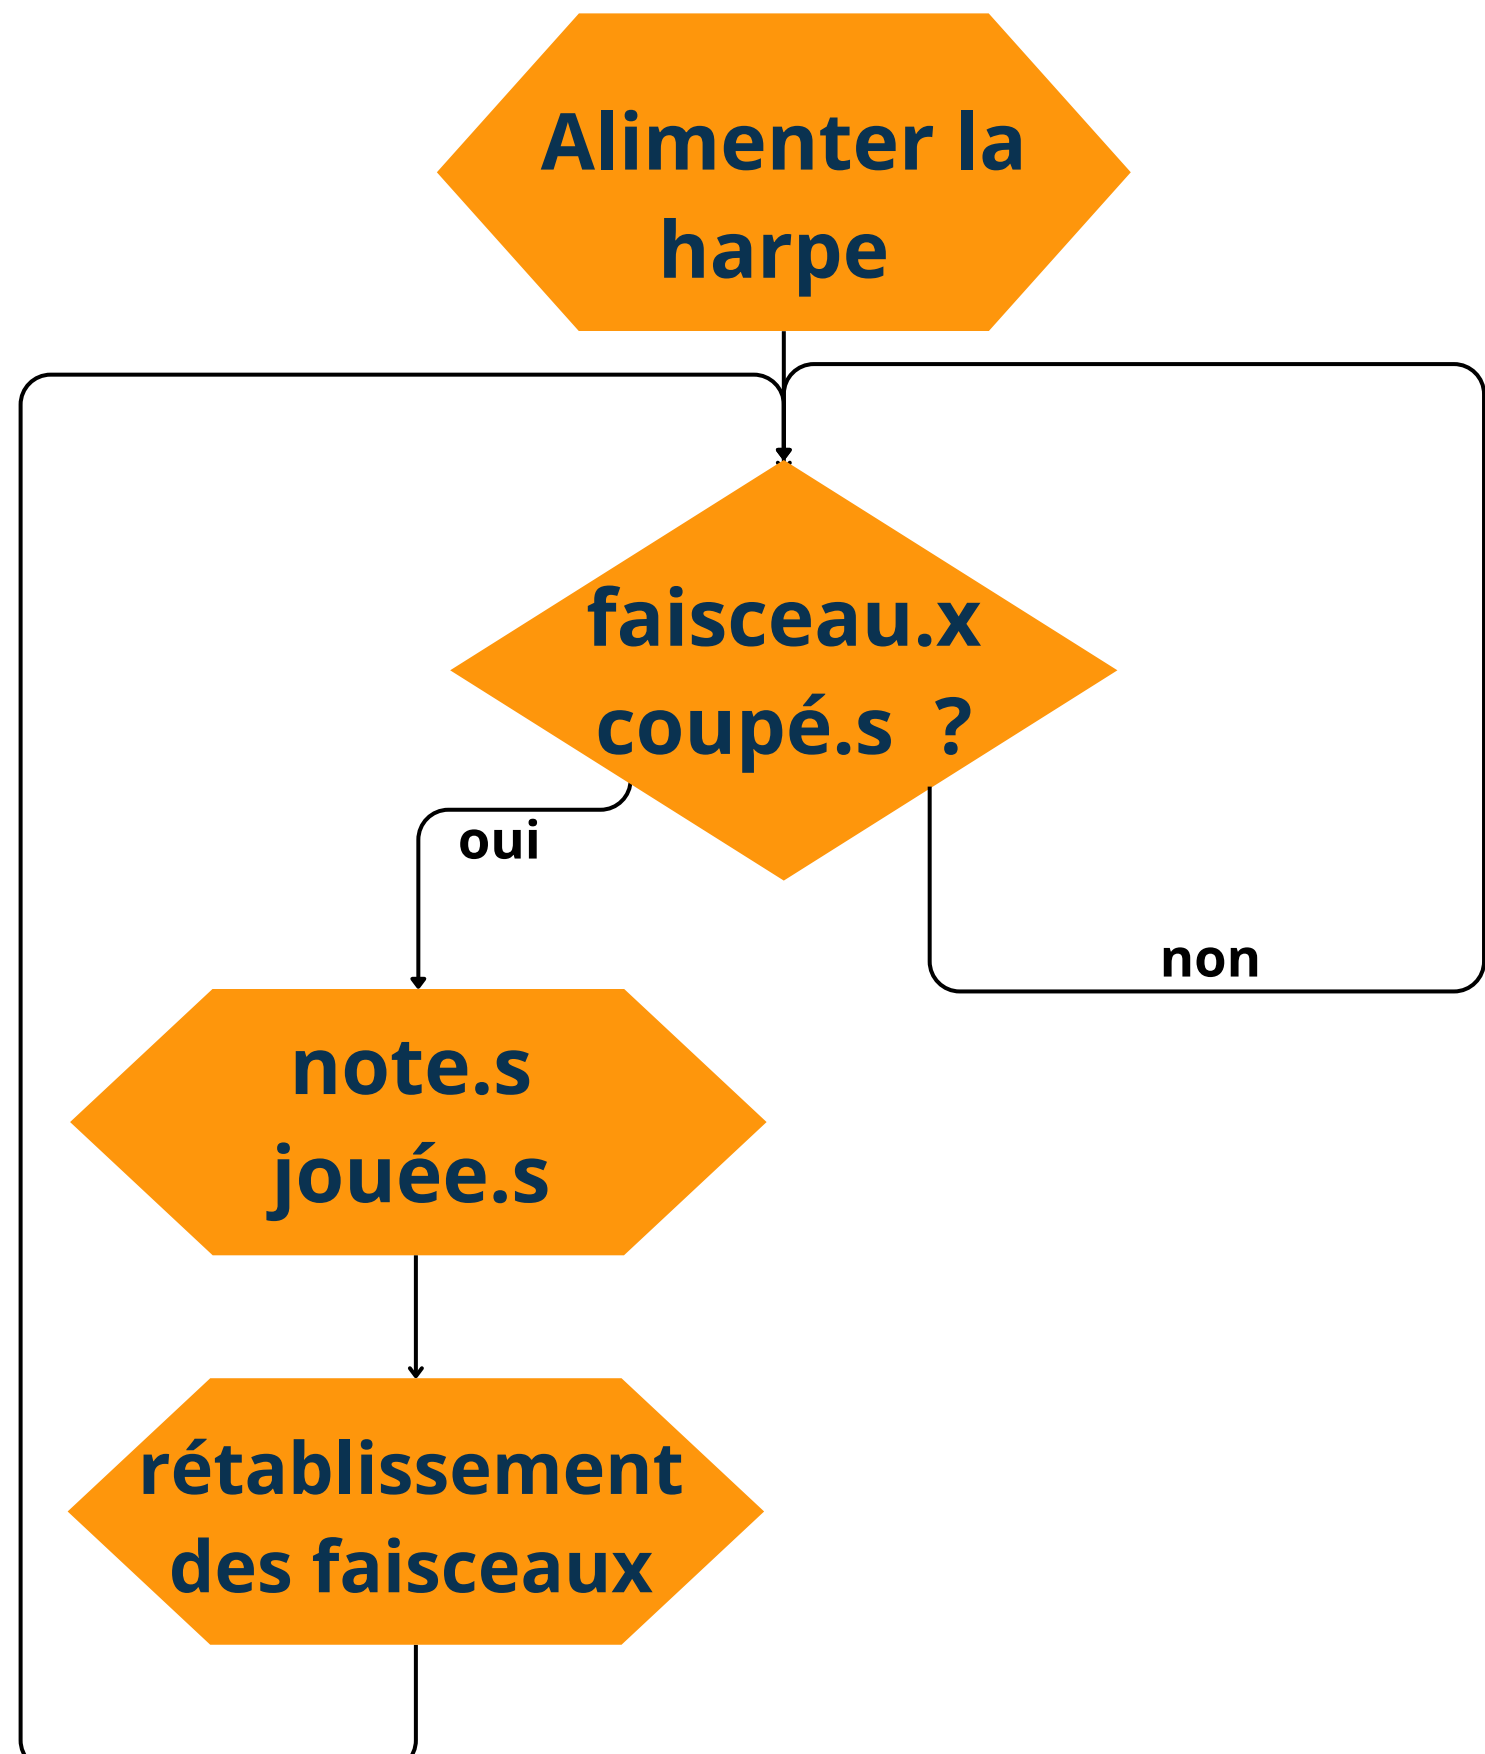 Alimenter la
harpe
faisceau.x
coupé.s ?
oui
non
note.s
jouée.s
rétablissement
des faisceaux